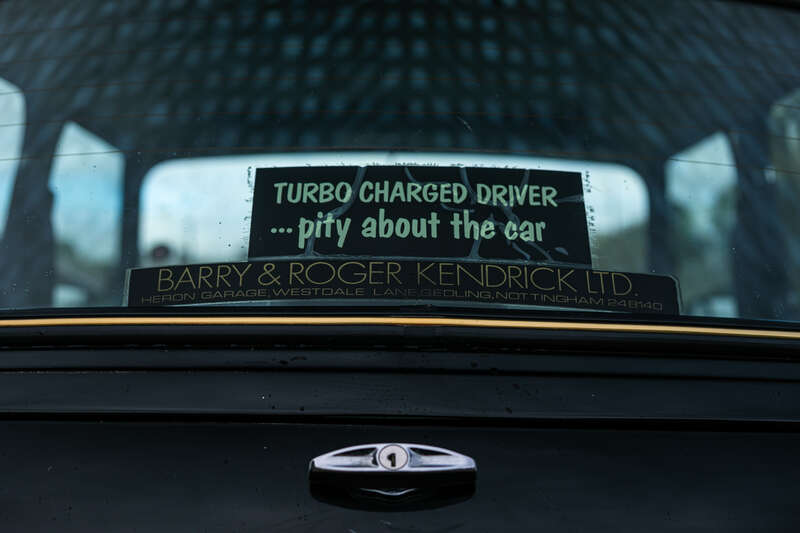 TURBO CHARGED DRIVER
...pity about the car
BARRY & ROGER KENDRICK LTD.
HERON GARAGE, WESTDALE LANE GEDLING, NOTTINGHAM 248140